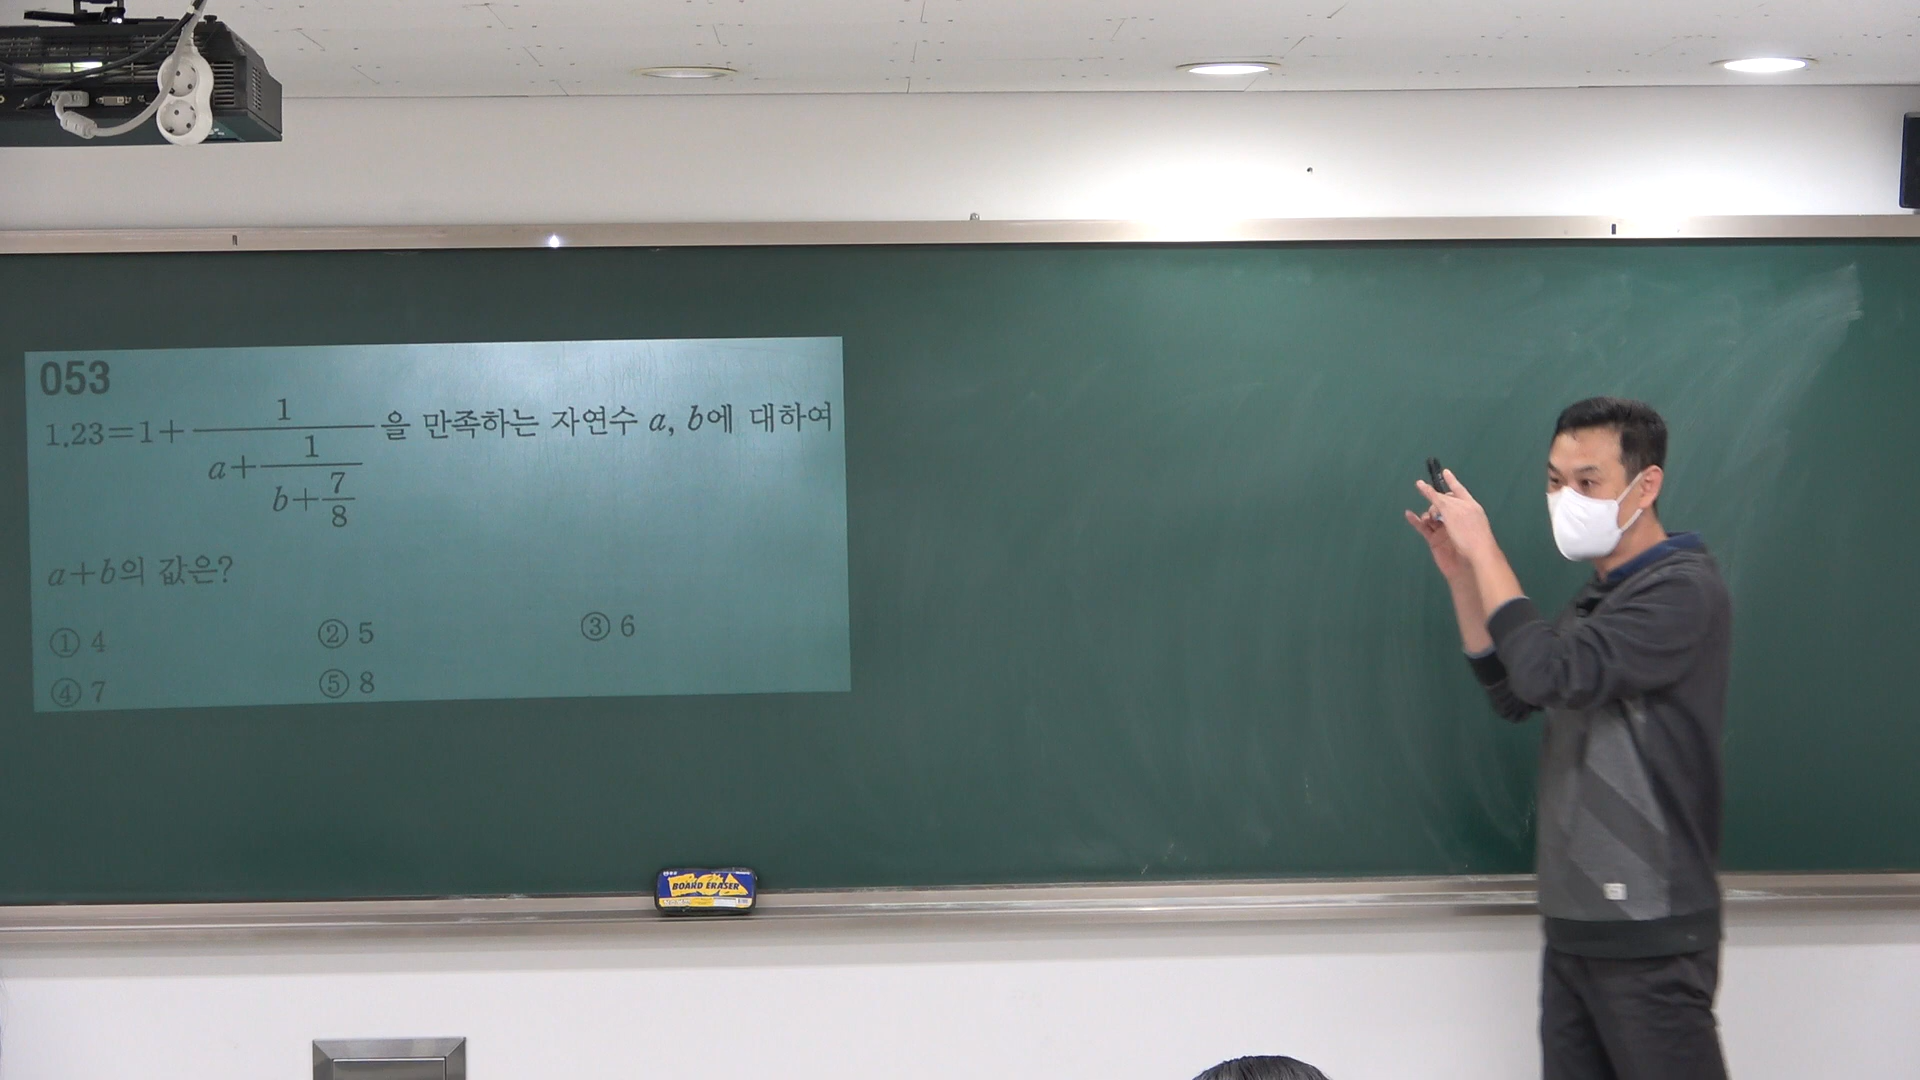 053
1.23=1+1/(a+1/(b+7/8))을 만족하는 자연수 a, b에 대하여
a+b의 값은?
① 4 ② 5 ③ 6
④ 7 ⑤ 8
BOARD ERASER